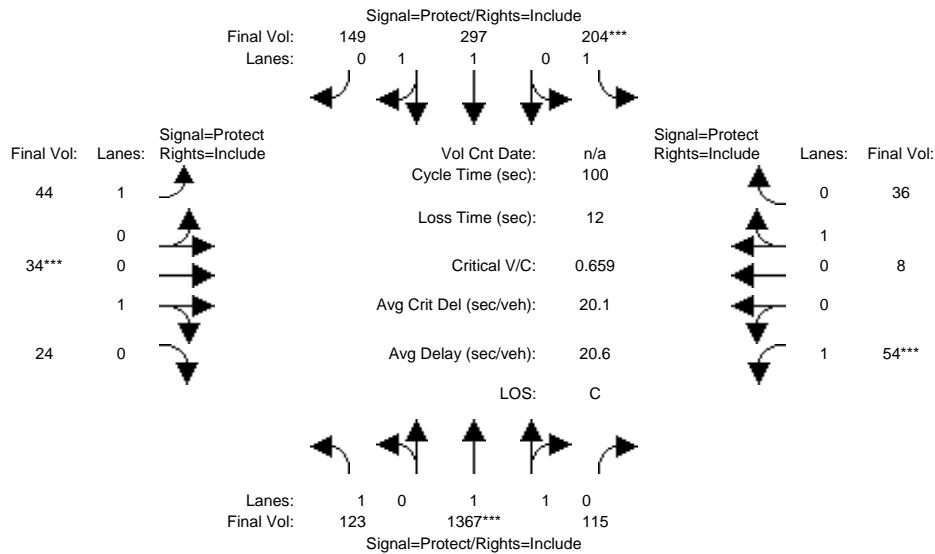 Signal=Protect/Rights=Include
Final Vol: 149 297 204***
Lanes: 0 1 1 0 1
Signal=Protect Signal=Protect
Final Vol: Lanes: Rights=Include Vol Cnt Date: n/a Rights=Include Lanes: Final Vol:
Cycle Time (sec): 100
44 1 0 36
Loss Time (sec): 12
0 1
34*** 0 Critical V/C: 0.659 0 8
1 Avg Crit Del (sec/veh): 20.1 0
24 0 Avg Delay (sec/veh): 20.6 1 54***
LOS: C
Lanes: 1 0 1 1 0
Final Vol: 123 1367*** 115
Signal=Protect/Rights=Include